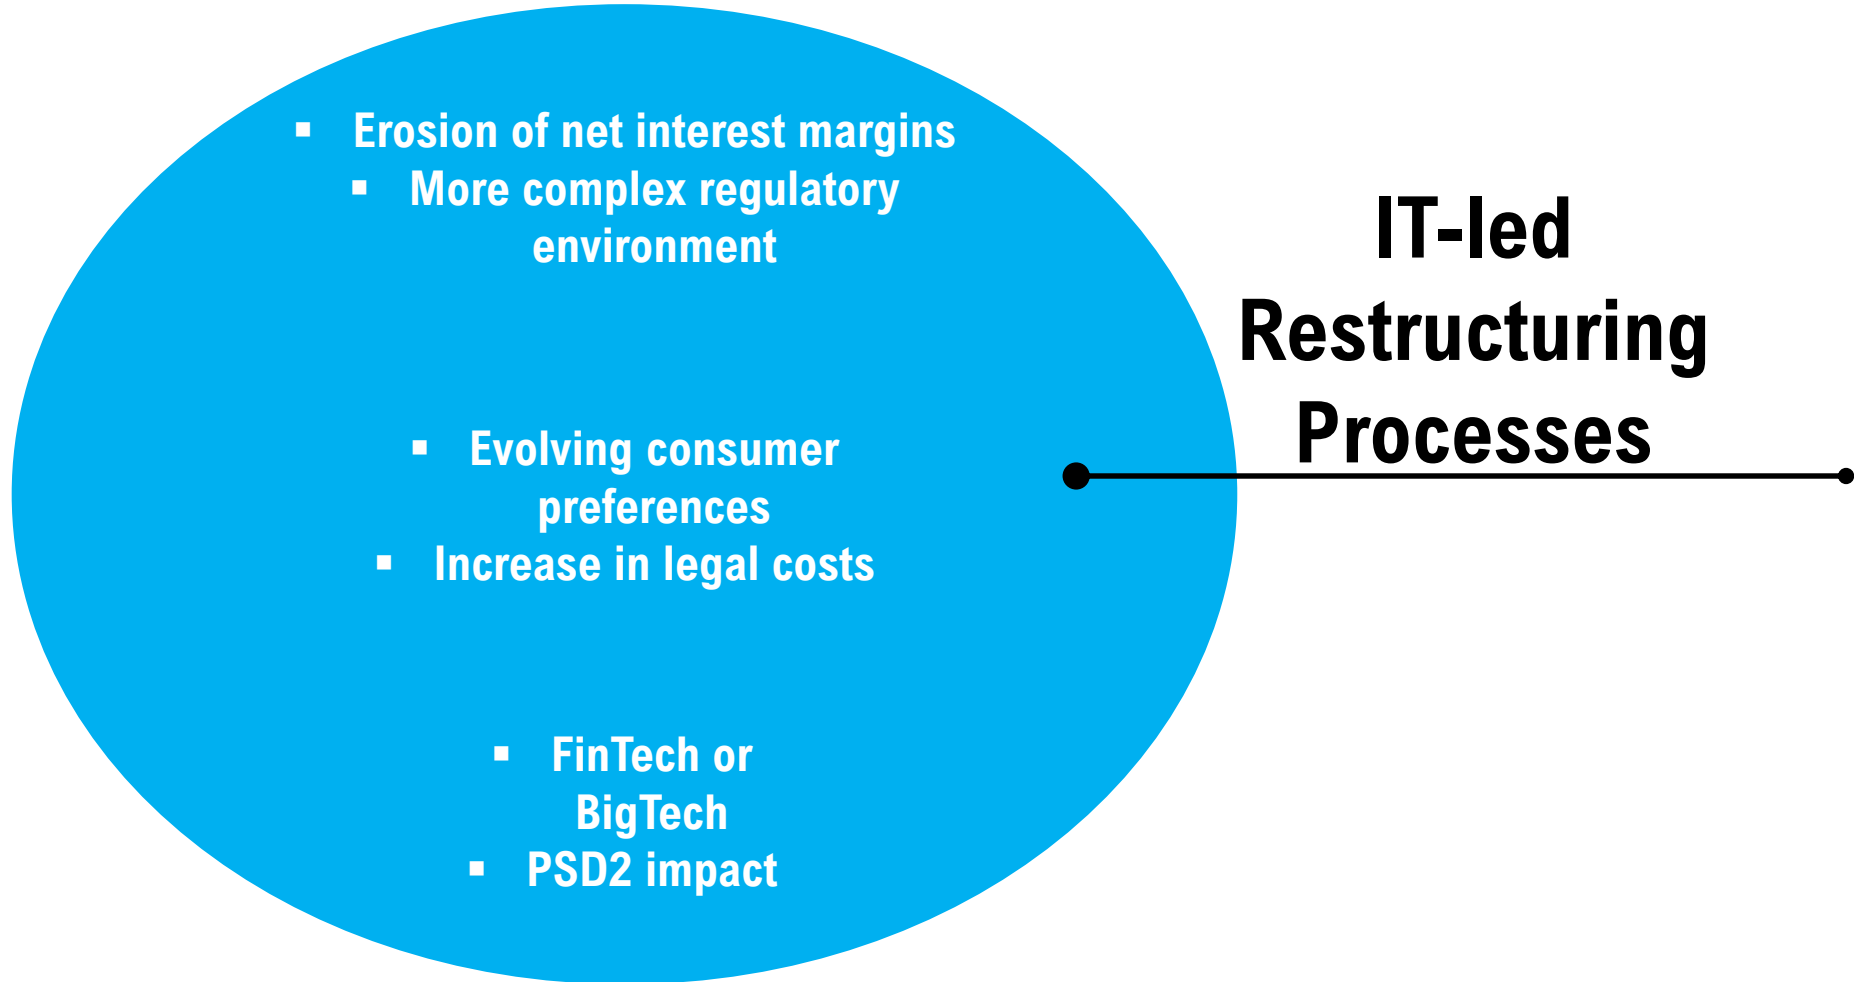 ▪ Erosion of net interest margins
▪ More complex regulatory
environment
▪ Evolving consumer
preferences
▪ Increase in legal costs
▪ FinTech or
BigTech
▪ PSD2 impact
IT-led
Restructuring
Processes